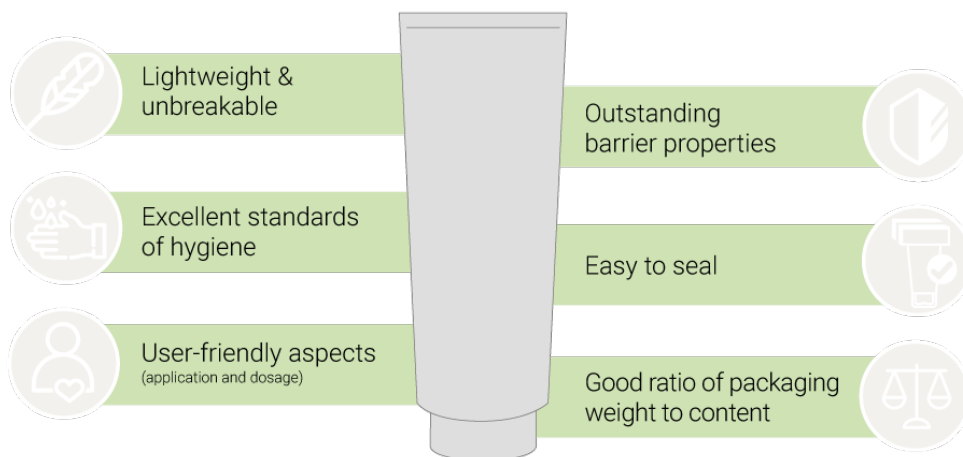 Lightweight &
unbreakable
Excellent standards
of hygiene
User-friendly aspects
(application and dosage)
Outstanding
barrier properties
Easy to seal
Good ratio of packaging
weight to content